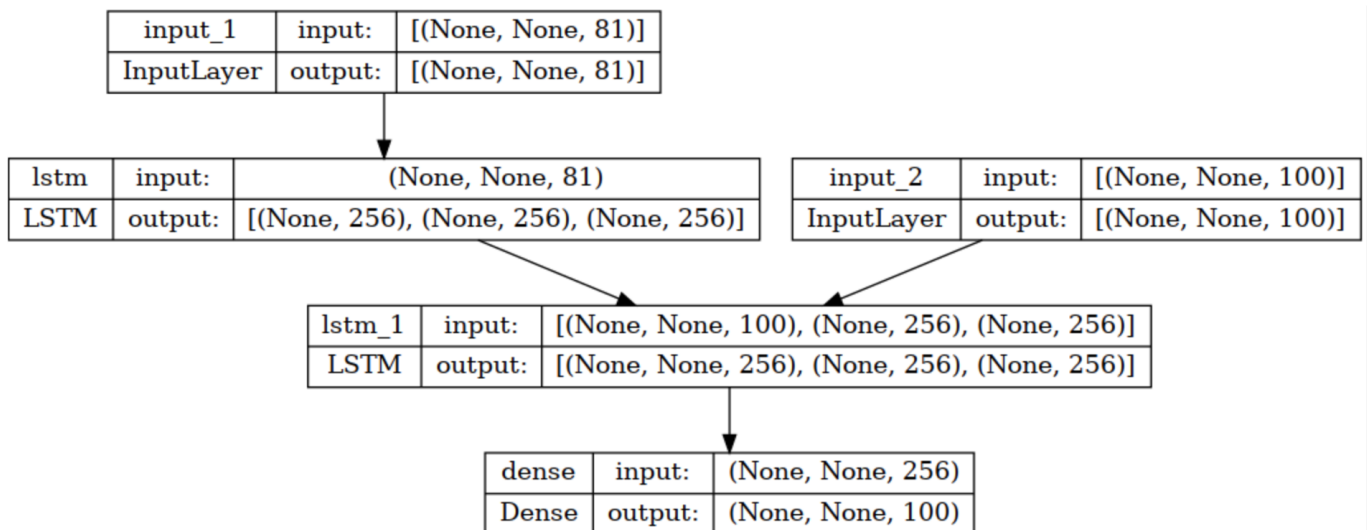 input_1 input: [(None, None, 81)]
InputLayer output: [(None, None, 81)]
lstm input: (None, None, 81)
LSTM output: [(None, 256), (None, 256), (None, 256)]
input_2 input: [(None, None, 100)]
InputLayer output: [(None, None, 100)]
lstm_1 input: [(None, None, 100), (None, 256), (None, 256)]
LSTM output: [(None, None, 256), (None, 256), (None, 256)]
dense input: (None, None, 256)
Dense output: (None, None, 100)